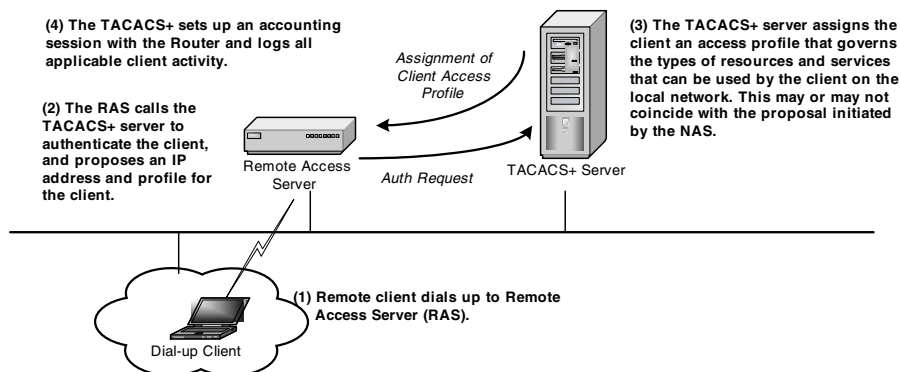 (4) The TACACS+ sets up an accounting
session with the Router and logs all
applicable client activity.
(2) The RAS calls the
TACACS+ server to
authenticate the client,
and proposes an IP
address and profile for
the client.
Assignment of
Client Access
Profile
(3) The TACACS+ server assigns the
client an access profile that governs
the types of resources and services
that can be used by the client on the
local network. This may or may not
coincide with the proposal initiated
by the NAS.
Remote Access
Server
Auth Request
TACACS+ Server
(1) Remote client dials up to Remote
Access Server (RAS).
Dial-up Client